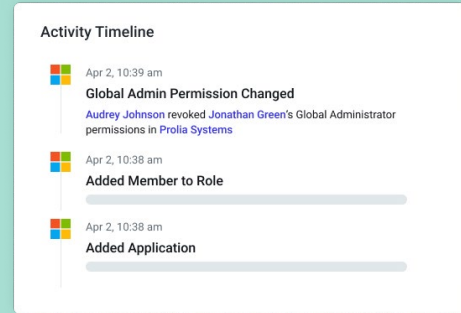 Activity Timeline
Apr 2, 10:39 am
Global Admin Permission Changed
Audrey Johnson revoked Jonathan Green's Global Administrator
permissions in Prolia Systems
Apr 2, 10:38 am
Added Member to Role
Apr 2, 10:38 am
Added Application